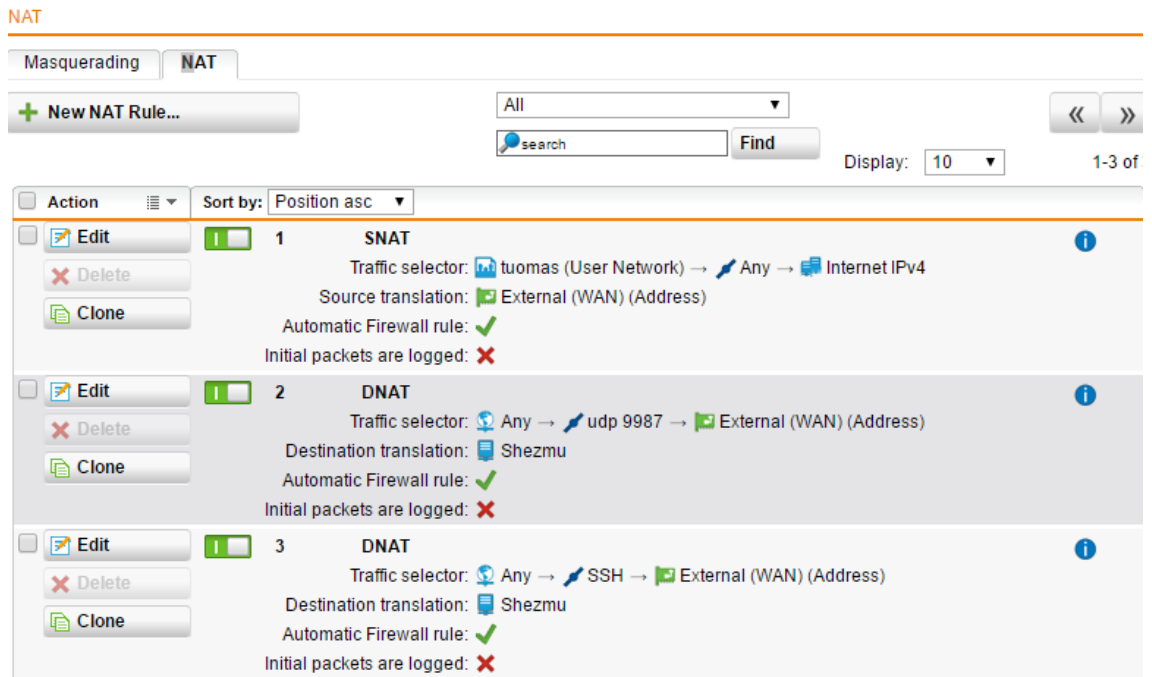 NAT
Masquerading NAT
New NAT Rule... All
search Find
Display: 10 1-3 of
Action Sort by: Position asc
Edit 1 SNAT
Delete Traffic selector: tuomas (User Network) → Any → Internet IPv4
Clone Source translation: External (WAN) (Address)
Automatic Firewall rule:
Initial packets are logged:
Edit 2 DNAT
Delete Traffic selector: Any → udp 9987 → External (WAN) (Address)
Clone Destination translation: Shezmu
Automatic Firewall rule:
Initial packets are logged:
Edit 3 DNAT
Delete Traffic selector: Any → SSH → External (WAN) (Address)
Clone Destination translation: Shezmu
Automatic Firewall rule:
Initial packets are logged: